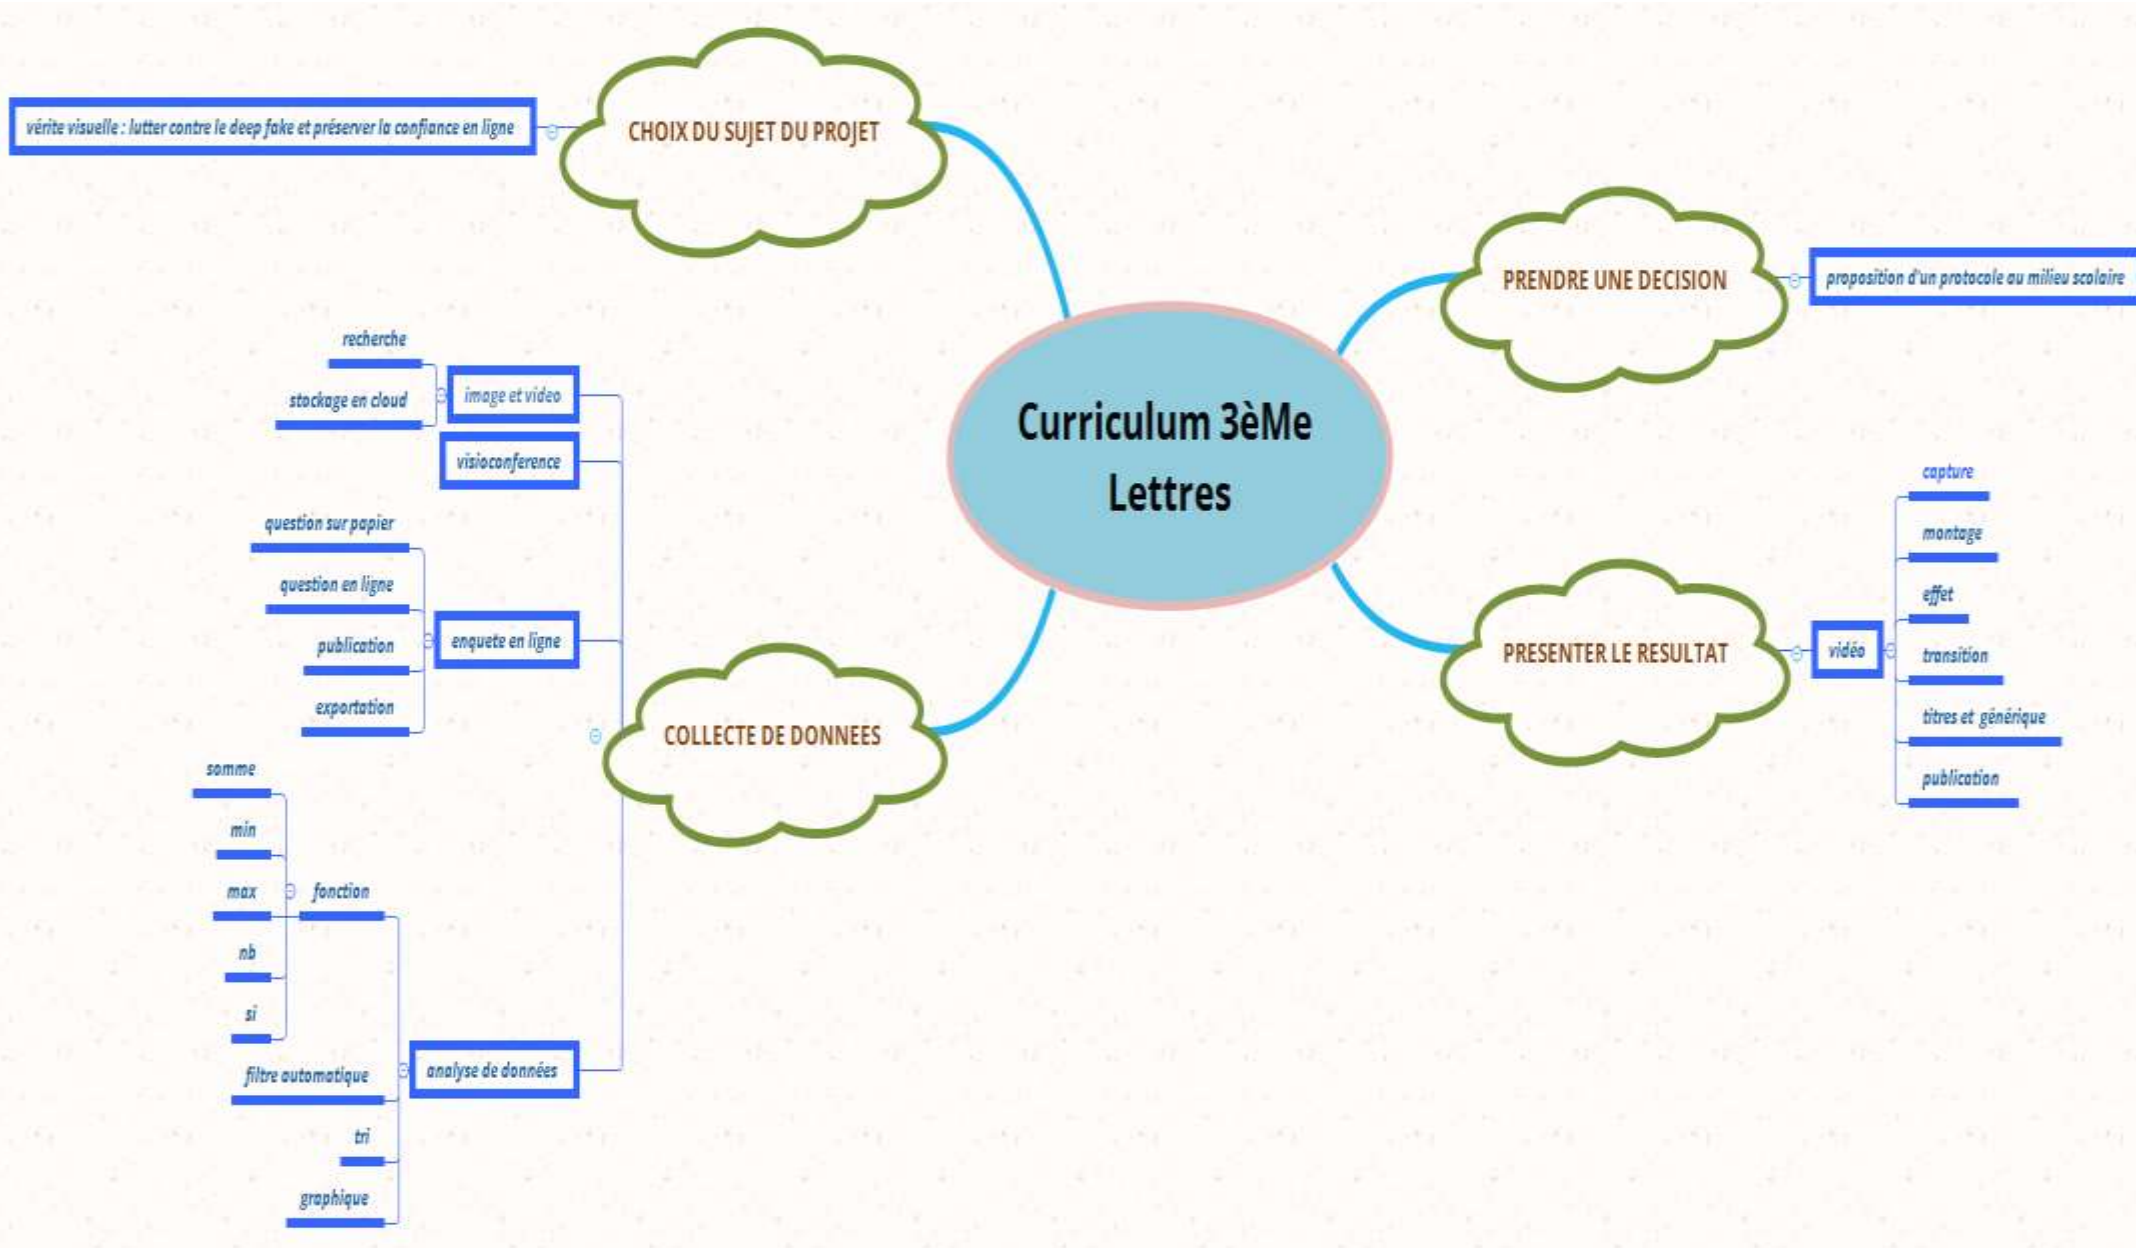 CHOIX DU SUJET DU PROJET
vérite visuelle : lutter contre le deep fake et préserver la confiance en ligne
PRENDRE UNE DECISION
proposition d'un protocole au milieu scolaire
Curriculum 3èMe
Lettres
recherche
stockage en cloud
image et video
visioconference
question sur papier
question en ligne
publication
exportation
enquete en ligne
COLLECTE DE DONNEES
somme
min
max
nb
si
fonction
filtre automatique
tri
graphique
analyse de données
PRESENTER LE RESULTAT
vidéo
capture
montage
effet
transition
titres et générique
publication